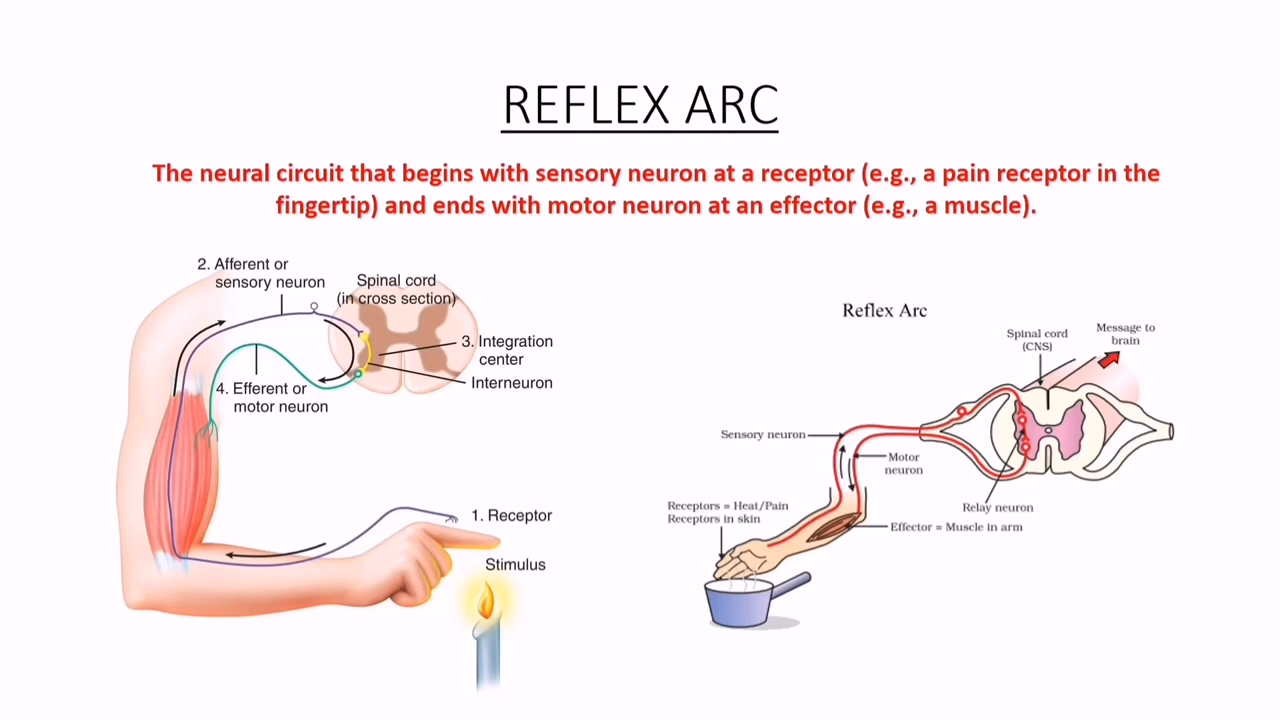 REFLEX ARC
The neural circuit that begins with sensory neuron at a receptor (e.g., a pain receptor in the
fingertip) and ends with motor neuron at an effector (e.g., a muscle).
2. Afferent or
sensory neuron
Spinal cord
(in cross section)
3. Integration
center
Interneuron
4. Efferent or
motor neuron
1. Receptor
Stimulus
Reflex Arc
Spinal cord
(CNS)
Message to
brain
Sensory neuron
Motor
neuron
Receptors = Heat/Pain
Receptors in skin
Relay neuron
Effector = Muscle in arm